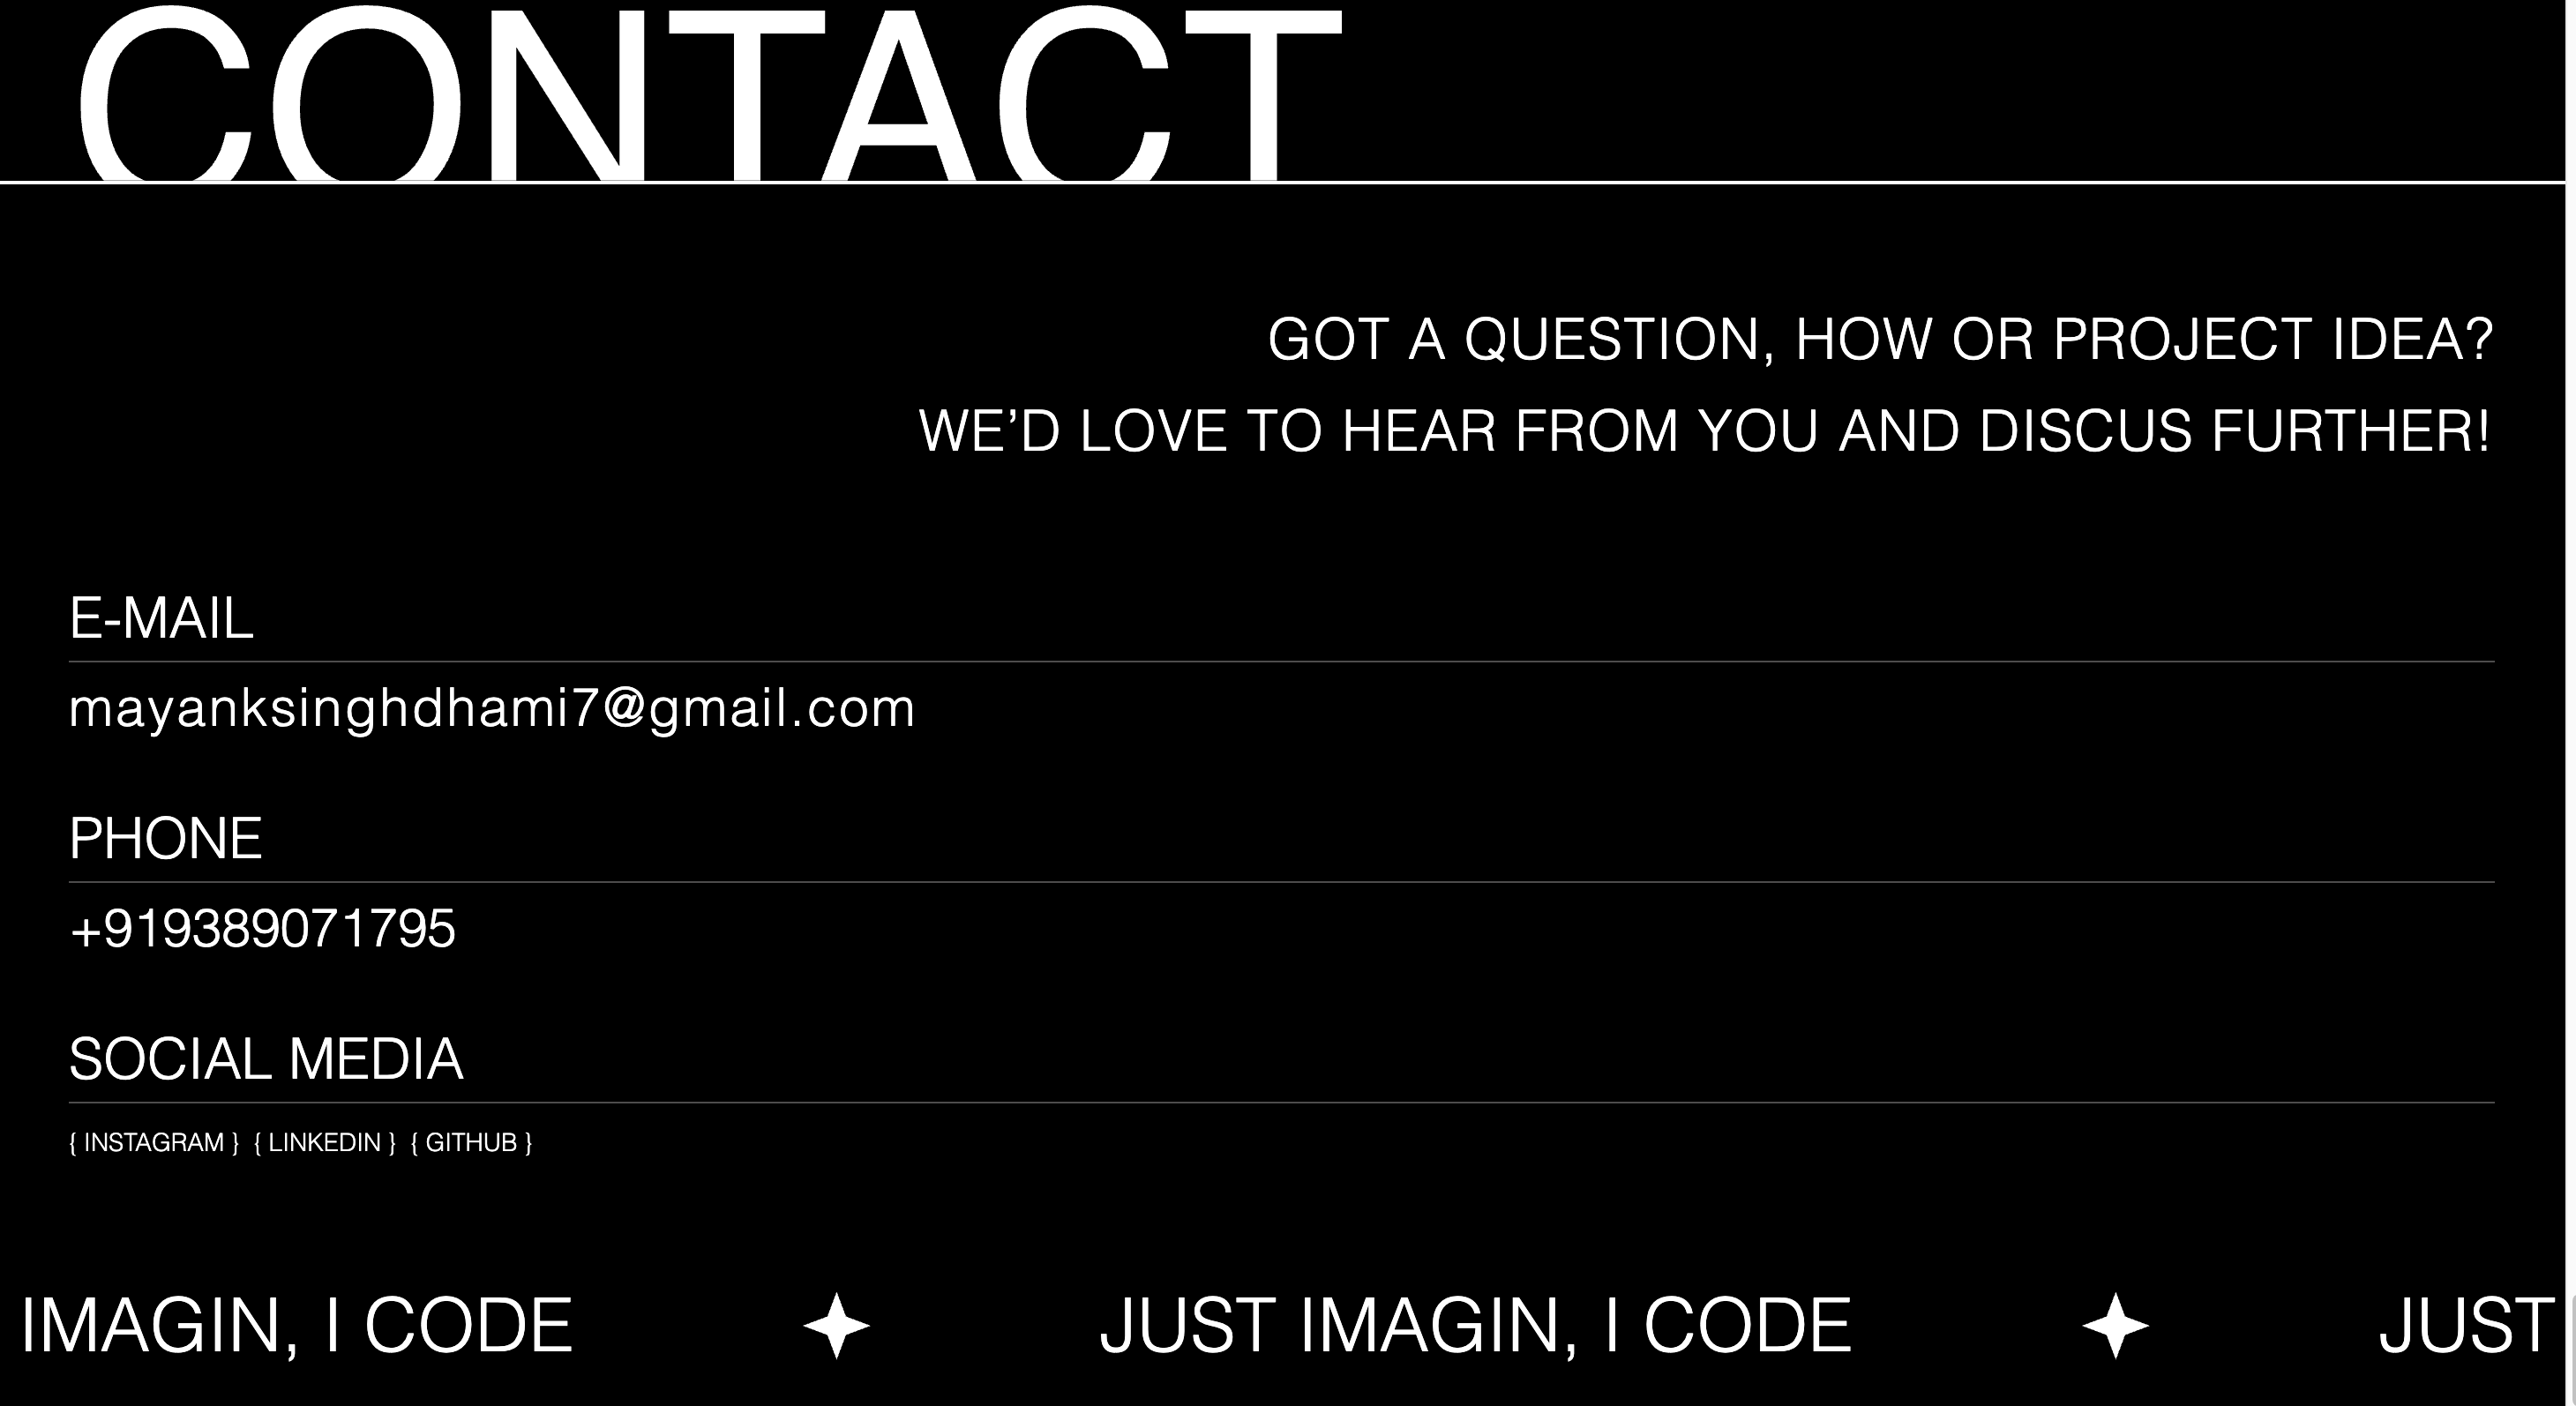 CONTACT
GOT A QUESTION, HOW OR PROJECT IDEA?
WE’D LOVE TO HEAR FROM YOU AND DISCUS FURTHER!
E-MAIL
mayanksinghdhami7@gmail.com
PHONE
+919389071795
SOCIAL MEDIA
{ INSTAGRAM } { LINKEDIN } { GITHUB }
IMAGIN, I CODE JUST IMAGIN, I CODE JUST